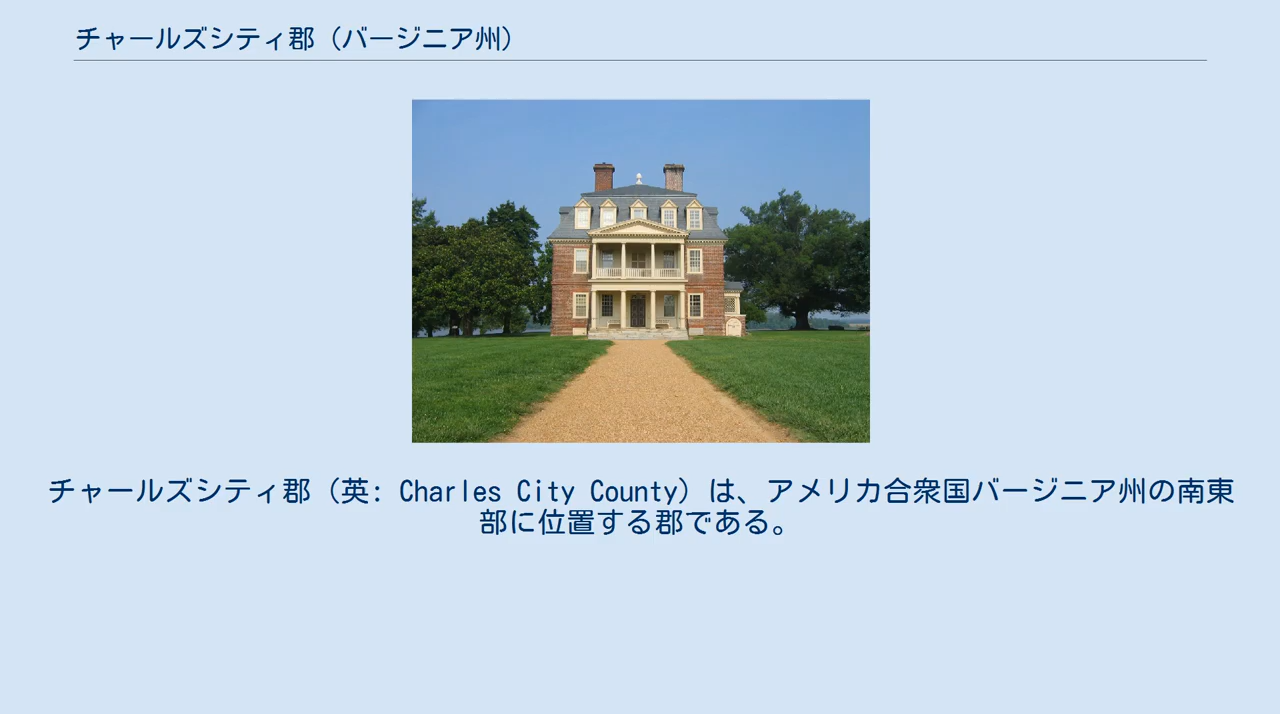 チャールズシティ郡（バージニア州）
チャールズシティ郡（英: Charles City County）は、アメリカ合衆国バージニア州の南東
部に位置する郡である。